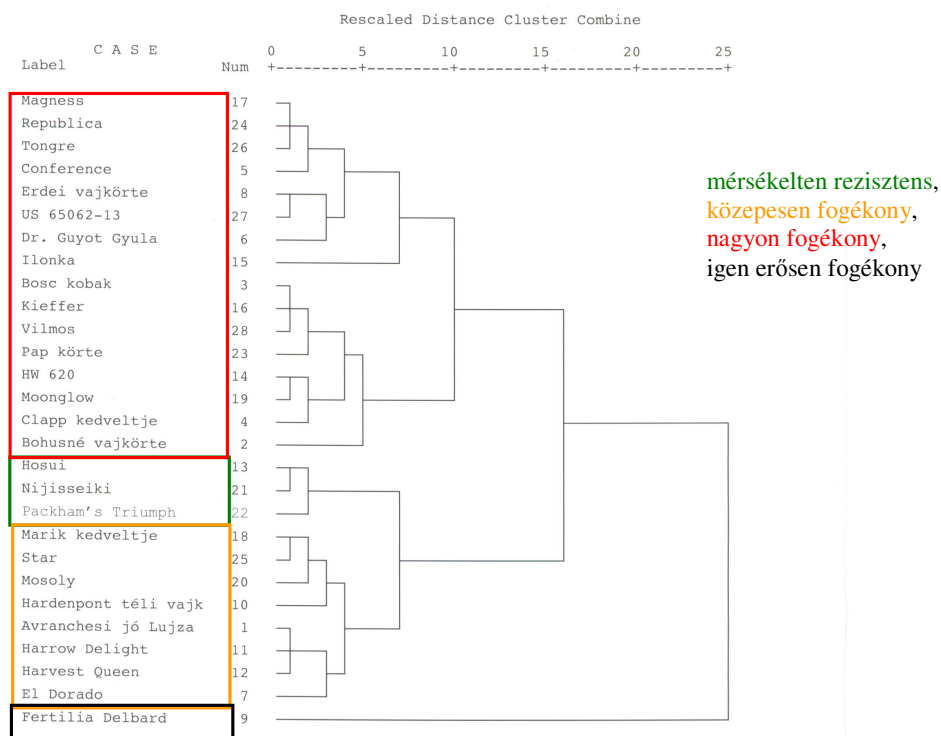 Rescaled Distance Cluster Combine
C A S E 0 5 10 15 20 25
Label Num +---------+---------+---------+---------+---------+
Magness 17
Republica 24
Tongre 26
Conference 5
Erdei vajkörte 8
US 65062-13 27
Dr. Guyot Gyula 6
Ilonka 15
Bosc kobak 3
Kieffer 16
Vilmos 28
Pap körte 23
HW 620 14
Moonglow 19
Clapp kedveltje 4
Bohusné vajkörte 2
Hosui 13
Nijisseiki 21
Packham's Triumph 22
Marik kedveltje 18
Star 25
Mosoly 20
Hardenpont téli vajk 10
Avranchesi jó Lujza 1
Harrow Delight 11
Harvest Queen 12
El Dorado 7
Fertilia Delbard 9
mérsékelten rezisztens,
közepesen fogékony,
nagyon fogékony,
igen erősen fogékony